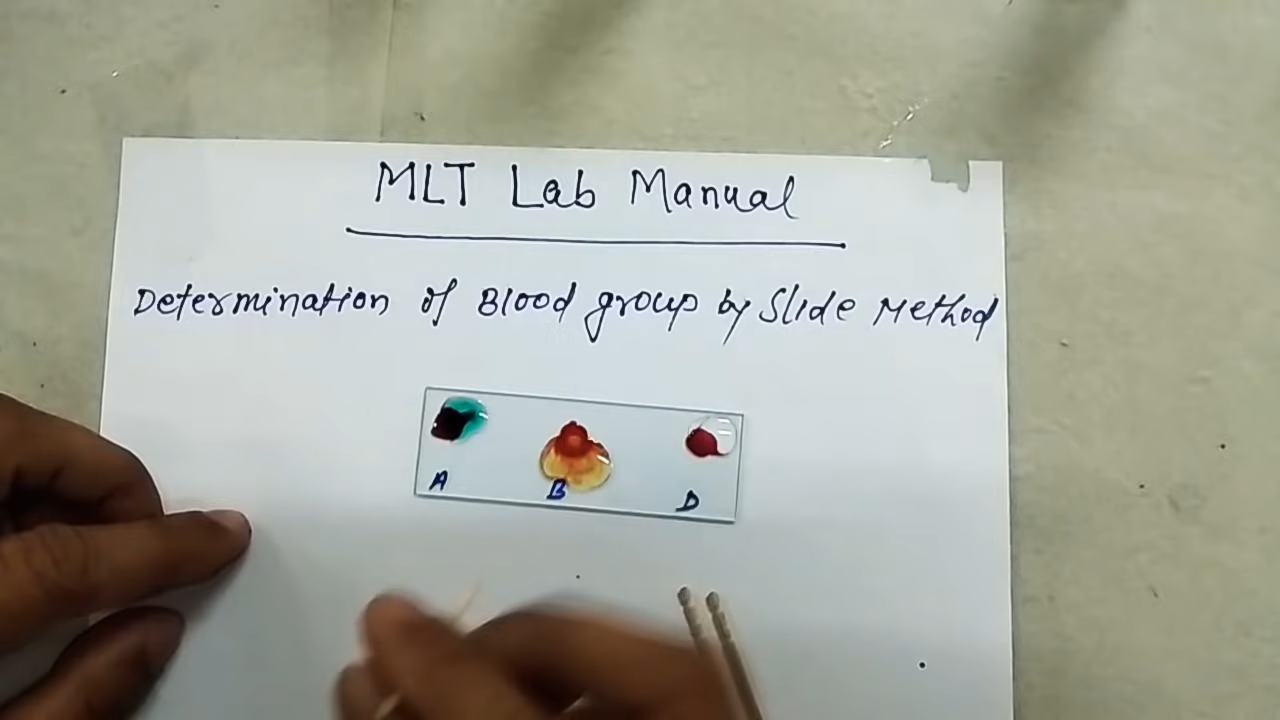 MLT Lab Manual
Determination of Blood group by Slide Method
A B D